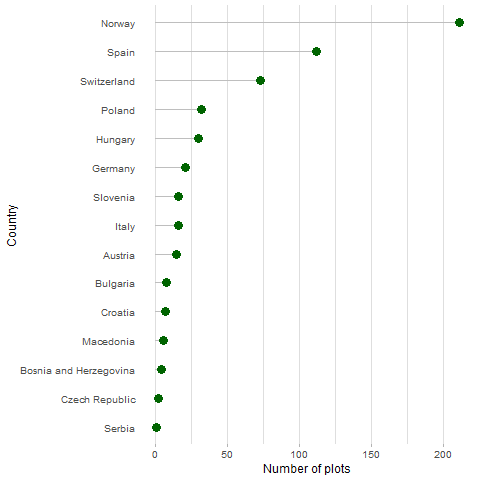 Norway
Spain
Switzerland
Poland
Hungary
Germany
Slovenia
Italy
Austria
Bulgaria
Croatia
Macedonia
Bosnia and Herzegovina
Czech Republic
Serbia
Country
0 50 100 150 200
Number of plots